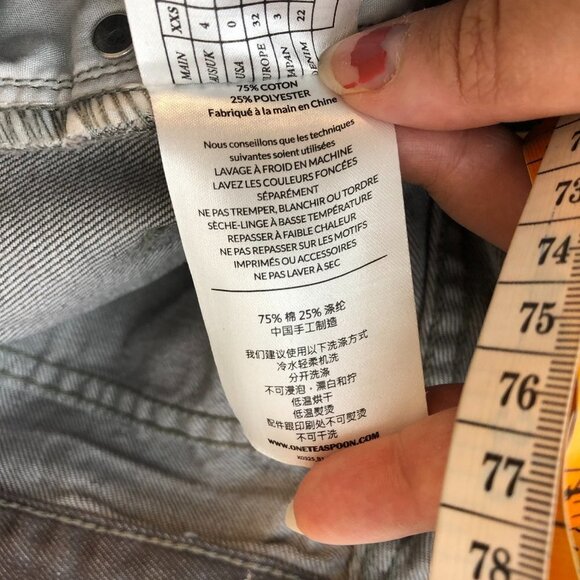 MAIN XXS
AUS/UK 4
USA 0
EUROPE 32
JAPAN 3
DENIM 22
75% COTON
25% POLYESTER
Fabriqué à la main en Chine
Nous conseillons que les techniques
suivantes soient utilisées
LAVAGE À FROID EN MACHINE
LAVEZ LES COULEURS FONCÉES
SÉPARÉMENT
NE PAS TREMPER, BLANCHIR OU TORDRE
SÈCHE-LINGE À BASSE TEMPÉRATURE
REPASSER À FAIBLE CHALEUR
NE PAS REPASSER SUR LES MOTIFS
IMPRIMÉS OU ACCESSOIRES
NE PAS LAVER À SEC
75% 棉 25% 涤纶
中国手工制造
我们建议使用以下洗涤方式
冷水轻柔机洗
分开洗涤
不可浸泡·漂白和拧
低温烘干
低温熨烫
配件跟印刷处不可熨烫
不可干洗
WWW.ONETEASPOON.COM
73
74
75
76
77
78